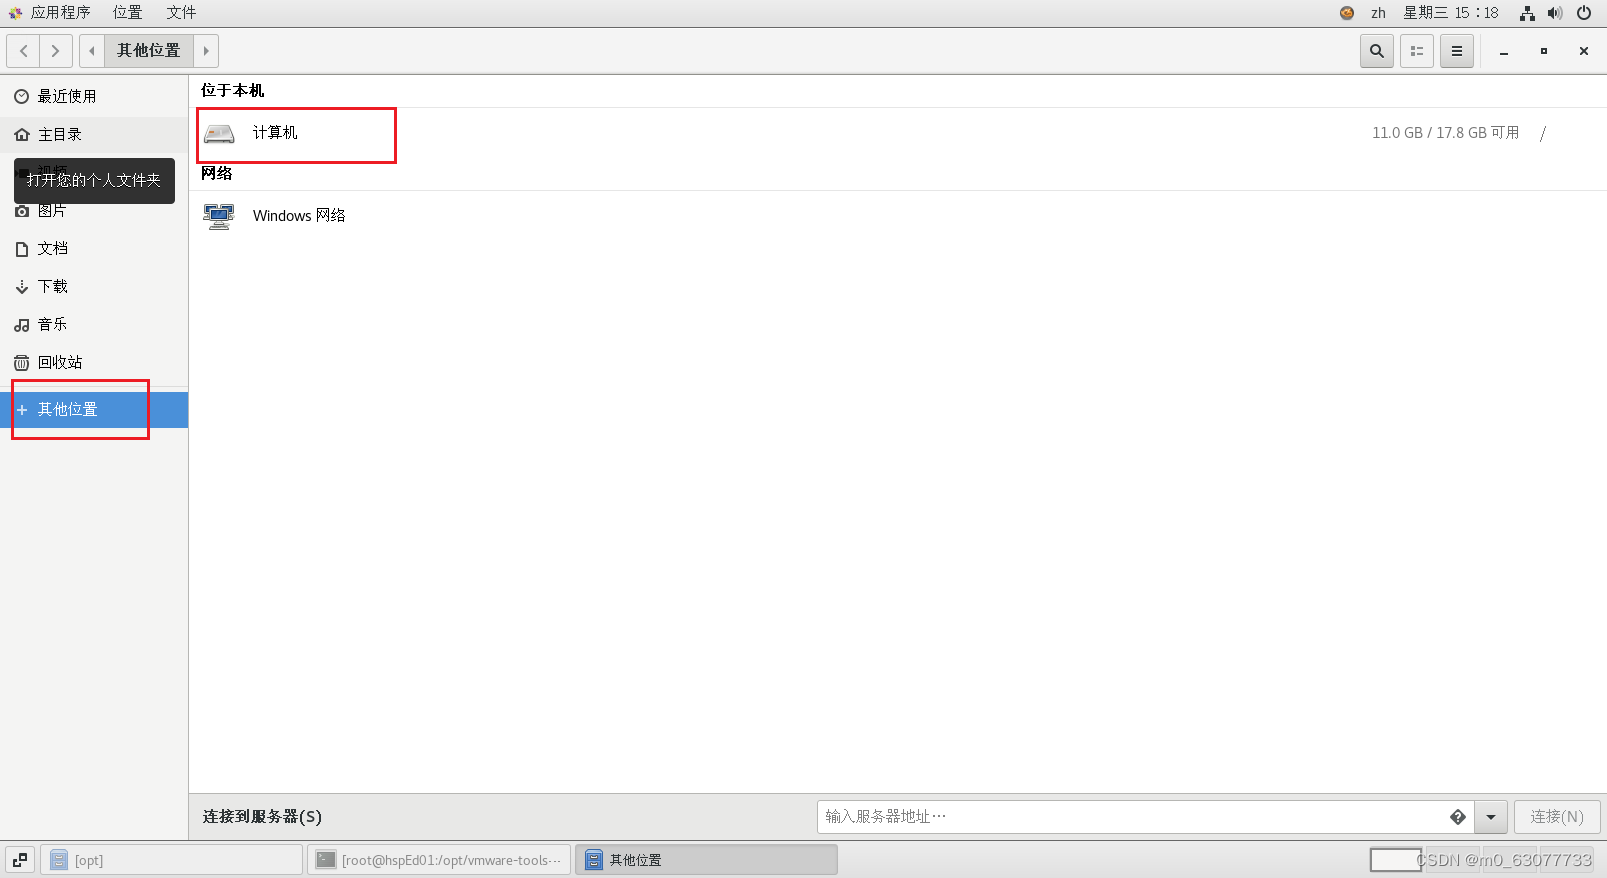 应用程序 位置 文件 zh 星期三 15：18
其他位置
最近使用
主目录
打开您的个人文件夹
图片
文档
下载
音乐
回收站
其他位置
位于本机
计算机 11.0 GB / 17.8 GB 可用 /
网络
Windows 网络
连接到服务器(S) 输入服务器地址… 连接(N)
[opt] [root@hspEd01:/opt/vmware-tools-… 其他位置 CSDN @m0_63077733